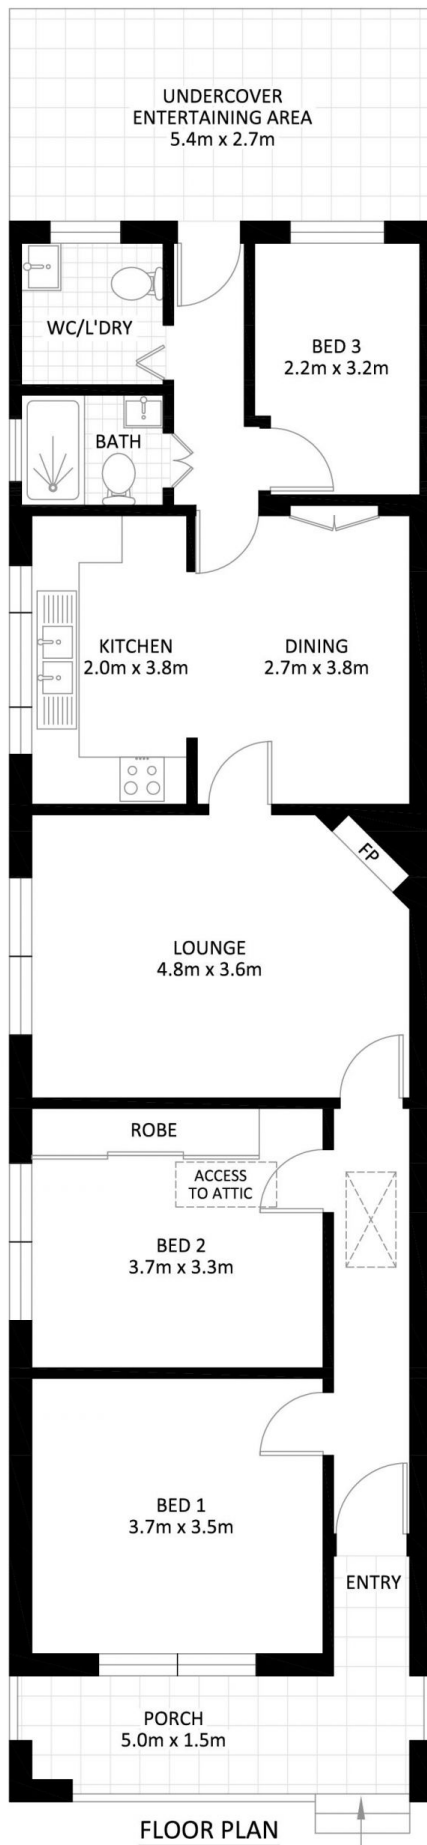 UNDERCOVER
ENTERTAINING AREA
5.4m x 2.7m
WC/L'DRY
BED 3
2.2m x 3.2m
BATH
KITCHEN
2.0m x 3.8m
DINING
2.7m x 3.8m
FP
LOUNGE
4.8m x 3.6m
ROBE
ACCESS
TO ATTIC
BED 2
3.7m x 3.3m
BED 1
3.7m x 3.5m
ENTRY
PORCH
5.0m x 1.5m
FLOOR PLAN